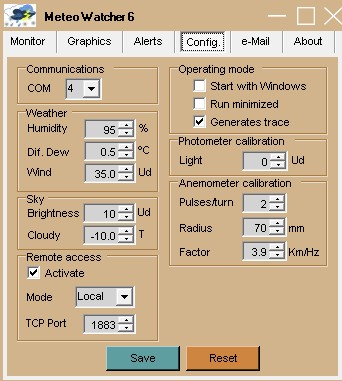 Meteo Watcher 6
Monitor Graphics Alerts Config. e-Mail About
Communications
COM 4
Weather
Humidity 95 %
Dif. Dew 0.5 ºC
Wind 35.0 Ud
Sky
Brightness 10 Ud
Cloudy -10.0 T
Remote access
Activate
Mode Local
TCP Port 1883
Operating mode
Start with Windows
Run minimized
Generates trace
Photometer calibration
Light 0 Ud
Anemometer calibration
Pulses/turn 2
Radius 70 mm
Factor 3.9 Km/Hz
Save Reset